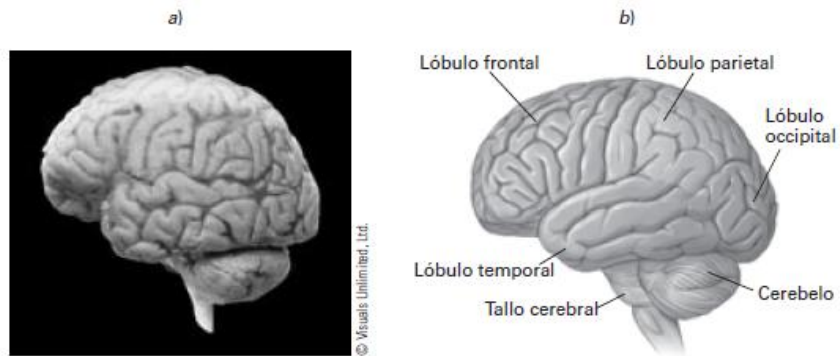 a)
b)
Lóbulo frontal
Lóbulo parietal
Lóbulo
occipital
Lóbulo temporal
Tallo cerebral
Cerebelo
© Visuals Unlimited, Ltd.